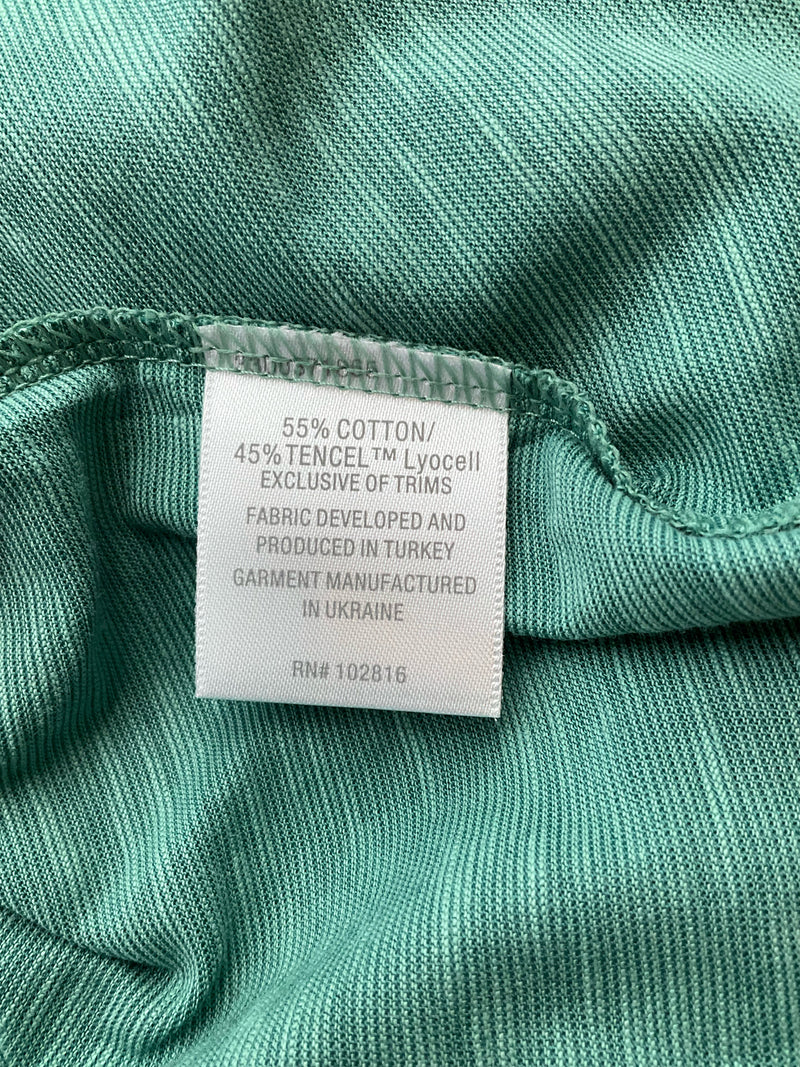 55% COTTON/
45% TENCEL™ Lyocell
EXCLUSIVE OF TRIMS
FABRIC DEVELOPED AND
PRODUCED IN TURKEY
GARMENT MANUFACTURED
IN UKRAINE
RN# 102816